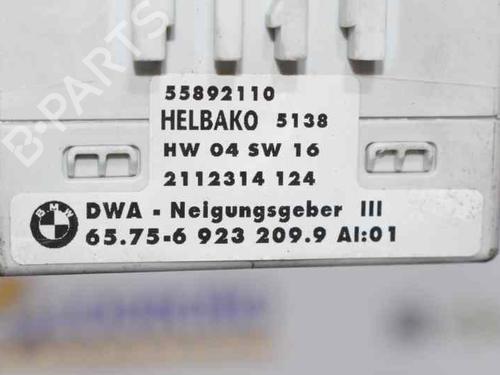 B-PARTS
55892110
HELBAKO 5138
HW 04 SW 16
2112314 124
BMW
DWA - Neigungsgeber III
65.75-6 923 209.9 AI:01